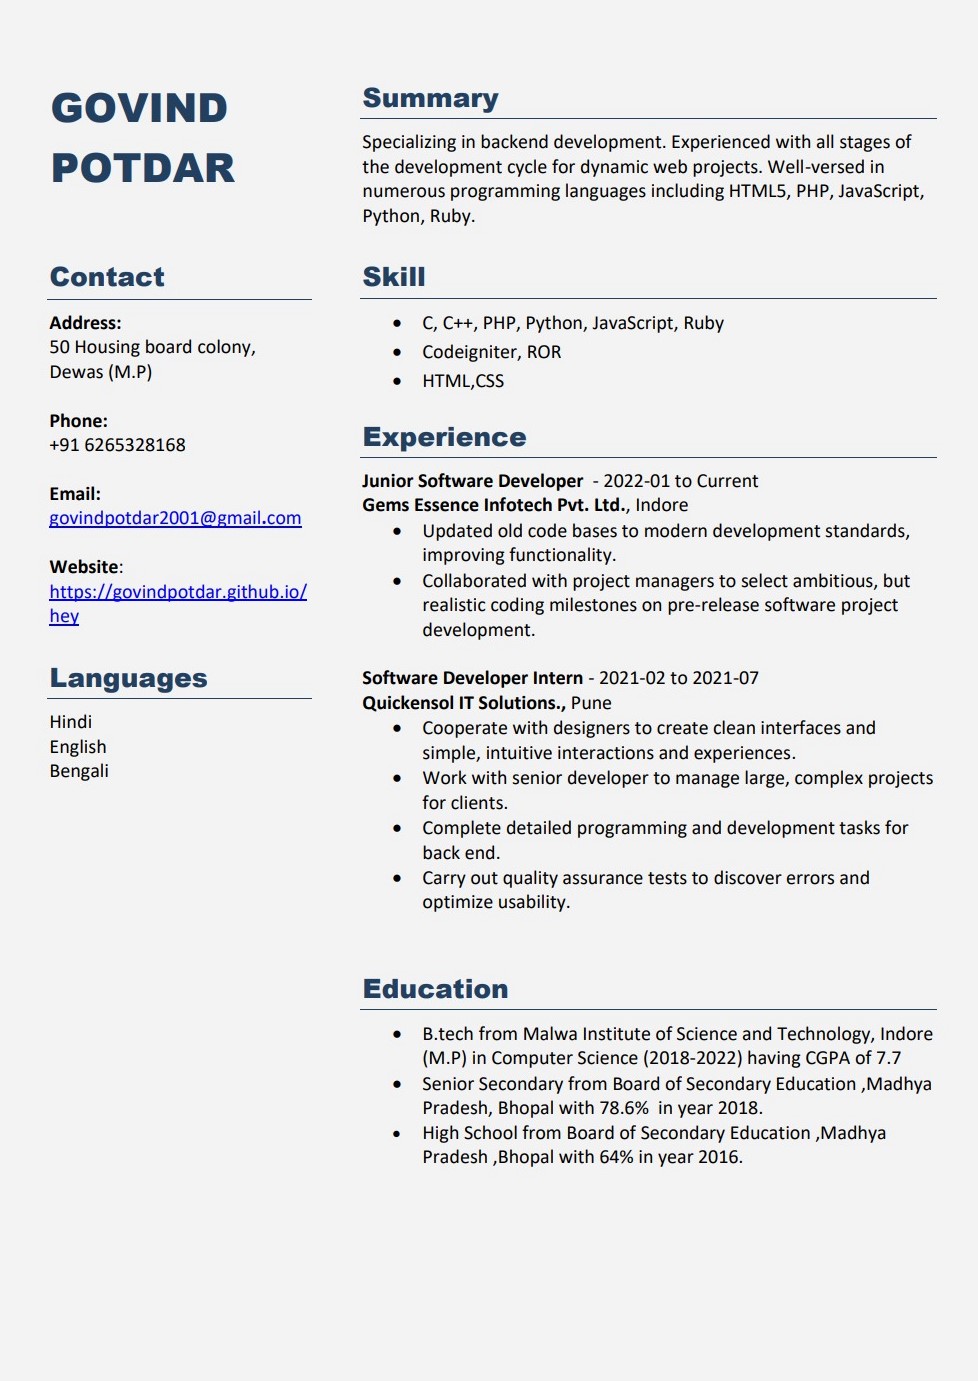 GOVIND
POTDAR
Contact
Address:
50 Housing board colony,
Dewas (M.P)
Phone:
+91 6265328168
Email:
govindpotdar2001@gmail.com
Website:
https://govindpotdar.github.io/
hey
Languages
Hindi
English
Bengali
Summary
Specializing in backend development. Experienced with all stages of
the development cycle for dynamic web projects. Well-versed in
numerous programming languages including HTML5, PHP, JavaScript,
Python, Ruby.
Skill
• C, C++, PHP, Python, JavaScript, Ruby
• Codeigniter, ROR
• HTML,CSS
Experience
Junior Software Developer - 2022-01 to Current
Gems Essence Infotech Pvt. Ltd., Indore
• Updated old code bases to modern development standards,
improving functionality.
• Collaborated with project managers to select ambitious, but
realistic coding milestones on pre-release software project
development.
Software Developer Intern - 2021-02 to 2021-07
Quickensol IT Solutions., Pune
• Cooperate with designers to create clean interfaces and
simple, intuitive interactions and experiences.
• Work with senior developer to manage large, complex projects
for clients.
• Complete detailed programming and development tasks for
back end.
• Carry out quality assurance tests to discover errors and
optimize usability.
Education
• B.tech from Malwa Institute of Science and Technology, Indore
(M.P) in Computer Science (2018-2022) having CGPA of 7.7
• Senior Secondary from Board of Secondary Education ,Madhya
Pradesh, Bhopal with 78.6% in year 2018.
• High School from Board of Secondary Education ,Madhya
Pradesh ,Bhopal with 64% in year 2016.